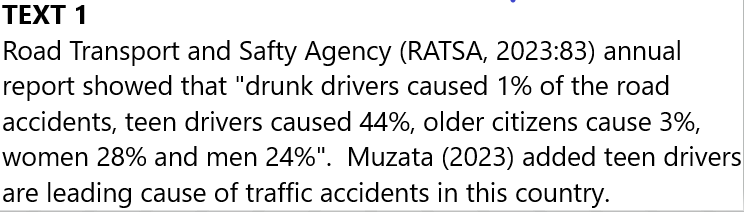 TEXT 1
Road Transport and Safty Agency (RATSA, 2023:83) annual
report showed that "drunk drivers caused 1% of the road
accidents, teen drivers caused 44%, older citizens cause 3%,
women 28% and men 24%".  Muzata (2023) added teen drivers
are leading cause of traffic accidents in this country.